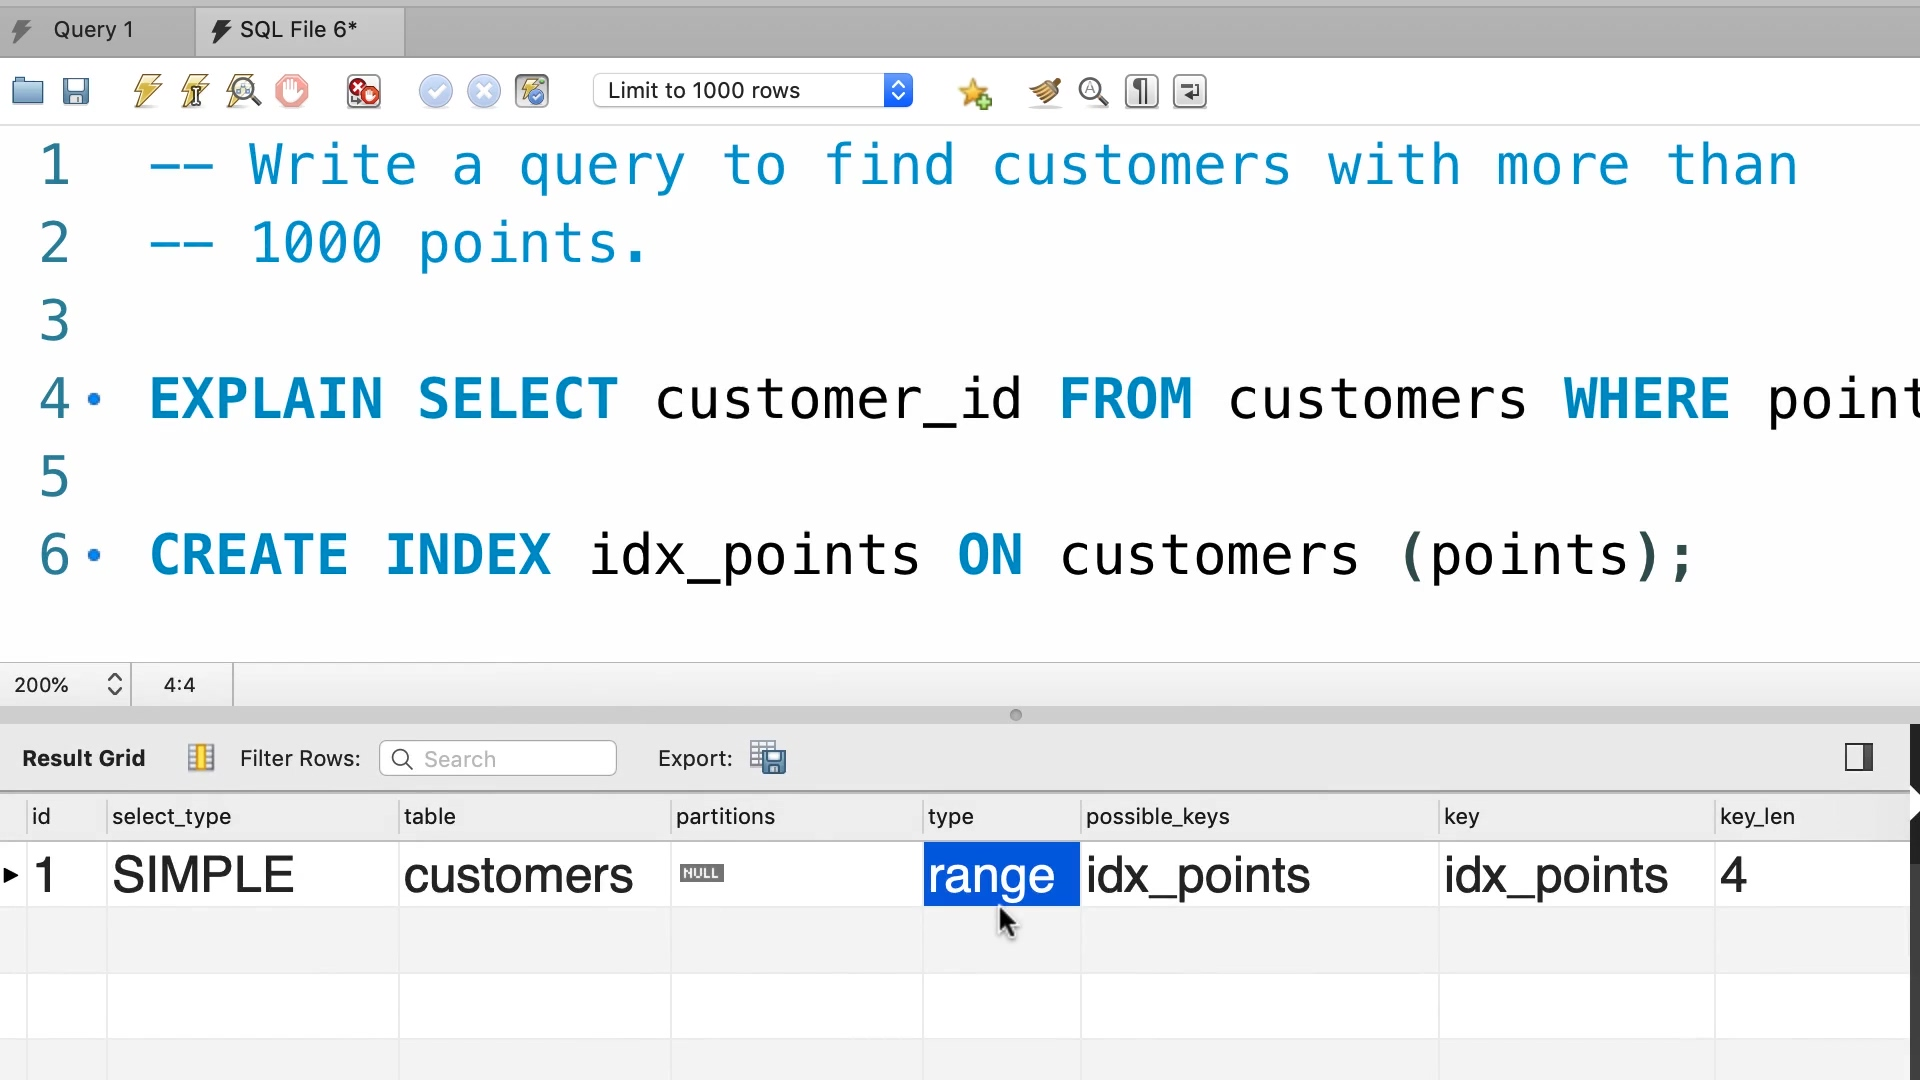 Query 1
SQL File 6*
Limit to 1000 rows
1 -- Write a query to find customers with more than
2 -- 1000 points.
3
4 EXPLAIN SELECT customer_id FROM customers WHERE point
5
6 CREATE INDEX idx_points ON customers (points);
200% 4:4
Result Grid Filter Rows: Search Export:
id select_type table partitions type possible_keys key key_len
1 SIMPLE customers NULL range idx_points idx_points 4